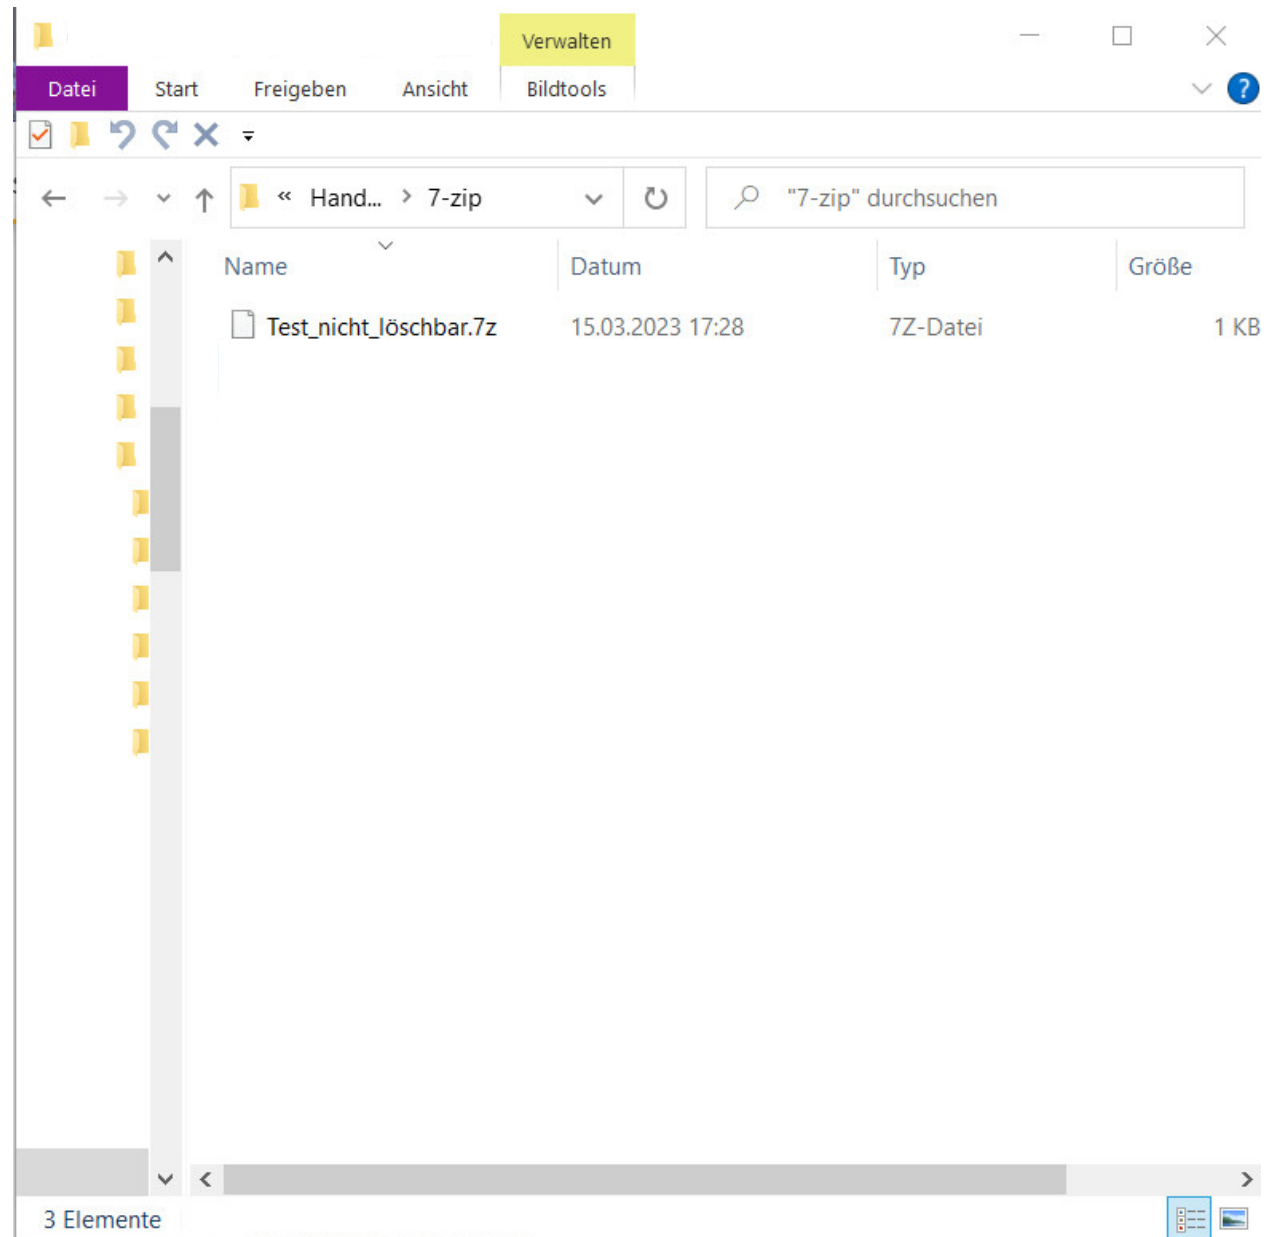 Verwalten
Datei Start Freigeben Ansicht Bildtools
« Hand... > 7-zip "7-zip" durchsuchen
Name Datum Typ Größe
Test_nicht_löschbar.7z 15.03.2023 17:28 7Z-Datei 1 KB
3 Elemente